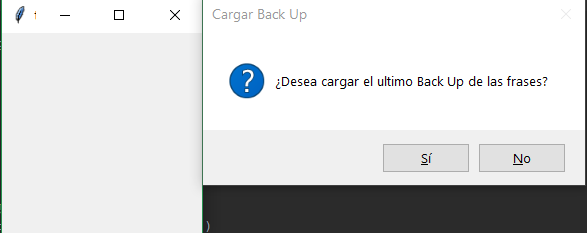 Cargar Back Up
¿Desea cargar el ultimo Back Up de las frases?
Sí
No
)